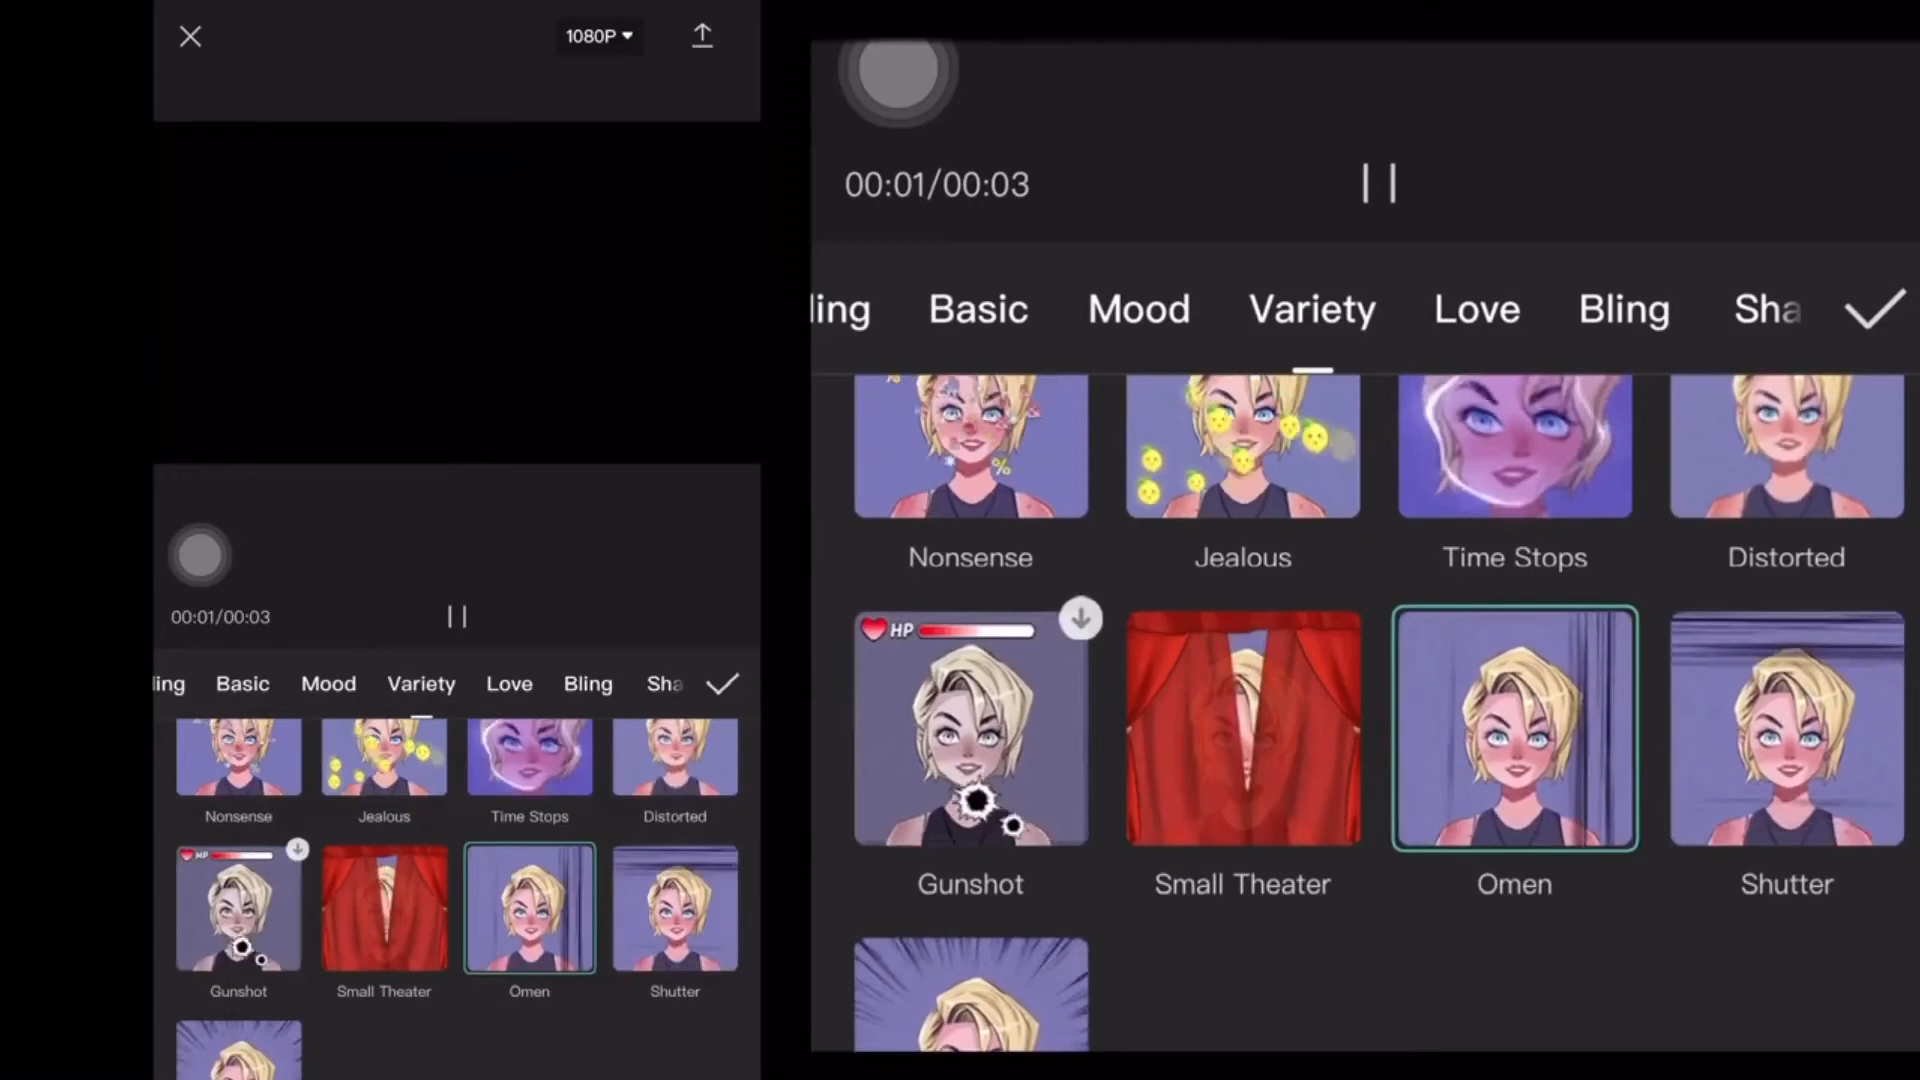 1080P
00:01/00:03
ling Basic Mood Variety Love Bling Sha
Nonsense Jealous Time Stops Distorted
HP
Gunshot Small Theater Omen Shutter
00:01/00:03
ling Basic Mood Variety Love Bling Sha
%
Nonsense Jealous Time Stops Distorted
HP
Gunshot Small Theater Omen Shutter